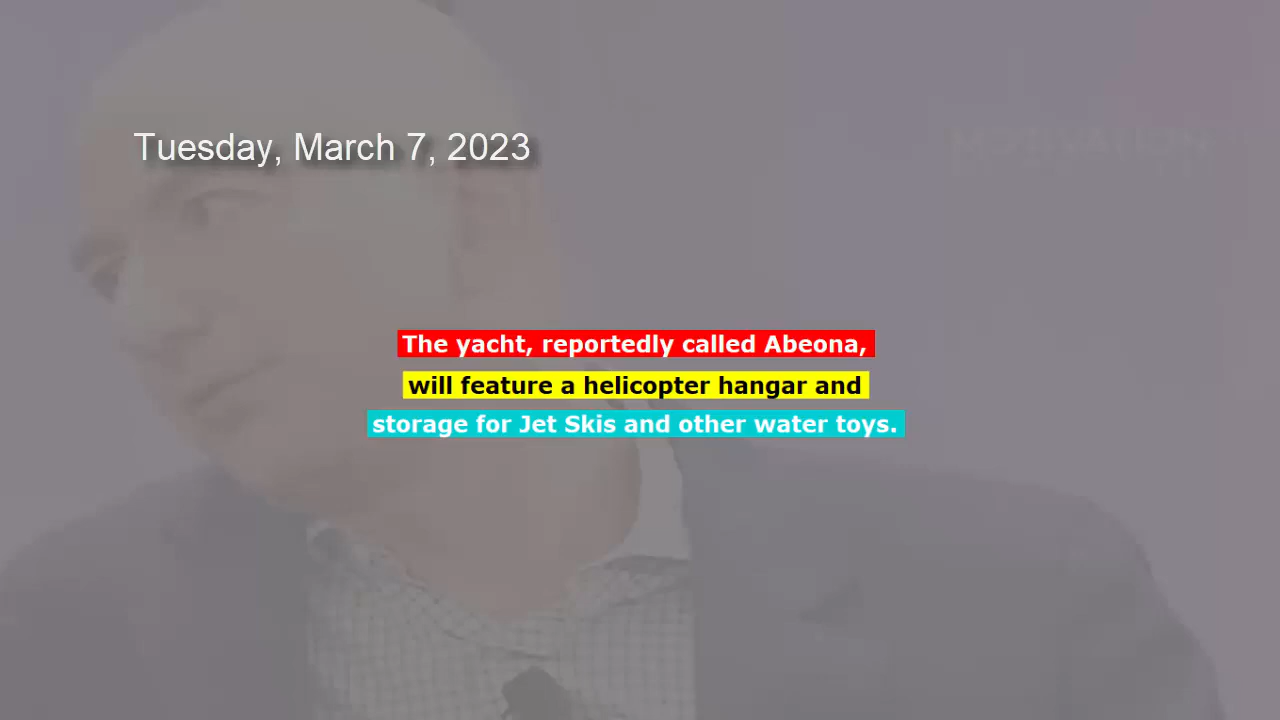 Tuesday, March 7, 2023
MOTIVATION
The yacht, reportedly called Abeona,
will feature a helicopter hangar and
storage for Jet Skis and other water toys.